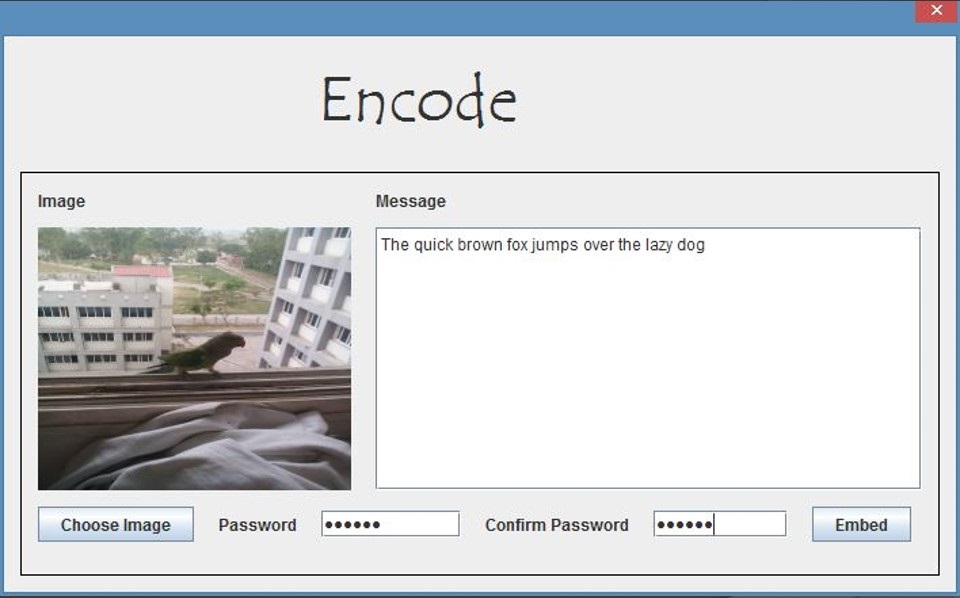 Encode
Image
Message
The quick brown fox jumps over the lazy dog
Choose Image
Password
••••••
Confirm Password
••••••
Embed